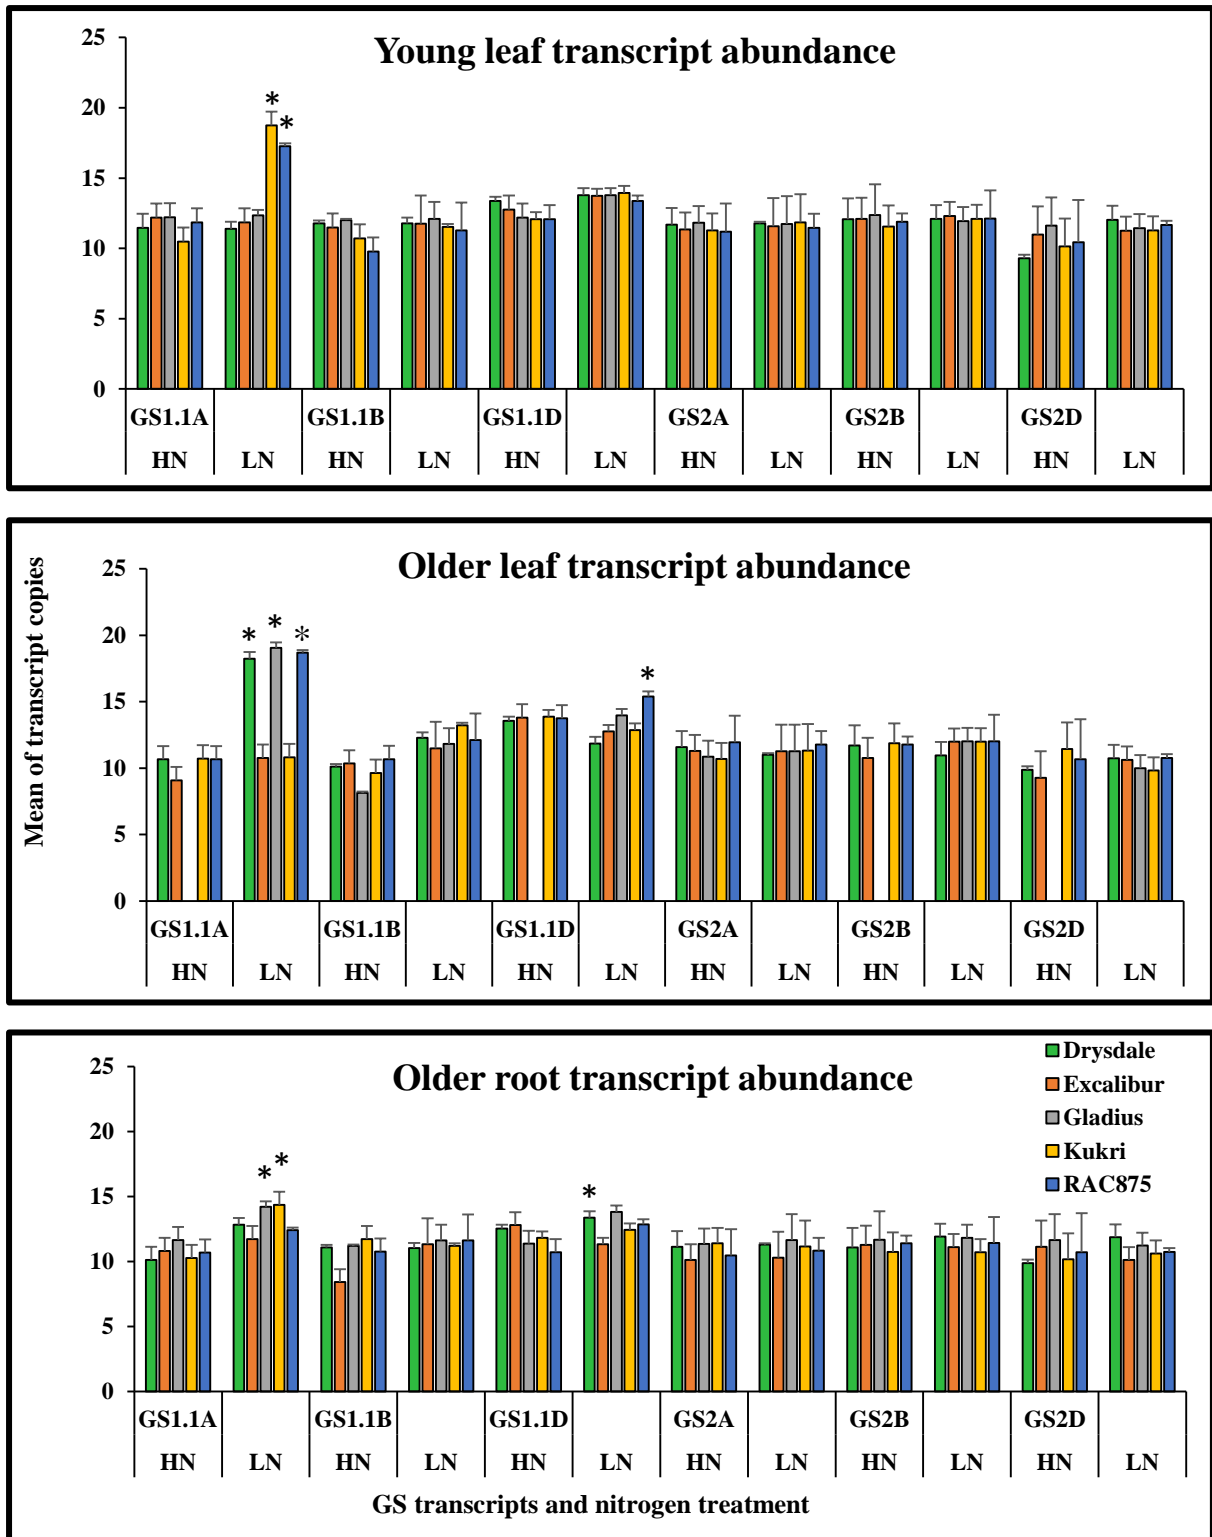 Young leaf transcript abundance
25
20
15
10
5
0
* *
GS1.1A GS1.1B GS1.1D GS2A GS2B GS2D
HN LN HN LN HN LN HN LN HN LN HN LN
Older leaf transcript abundance
Mean of transcript copies
25
20
15
10
5
0
* * * *
GS1.1A GS1.1B GS1.1D GS2A GS2B GS2D
HN LN HN LN HN LN HN LN HN LN HN LN
Older root transcript abundance
Drysdale
Excalibur
Gladius
Kukri
RAC875
25
20
15
10
5
0
* * *
GS1.1A GS1.1B GS1.1D GS2A GS2B GS2D
HN LN HN LN HN LN HN LN HN LN HN LN
GS transcripts and nitrogen treatment